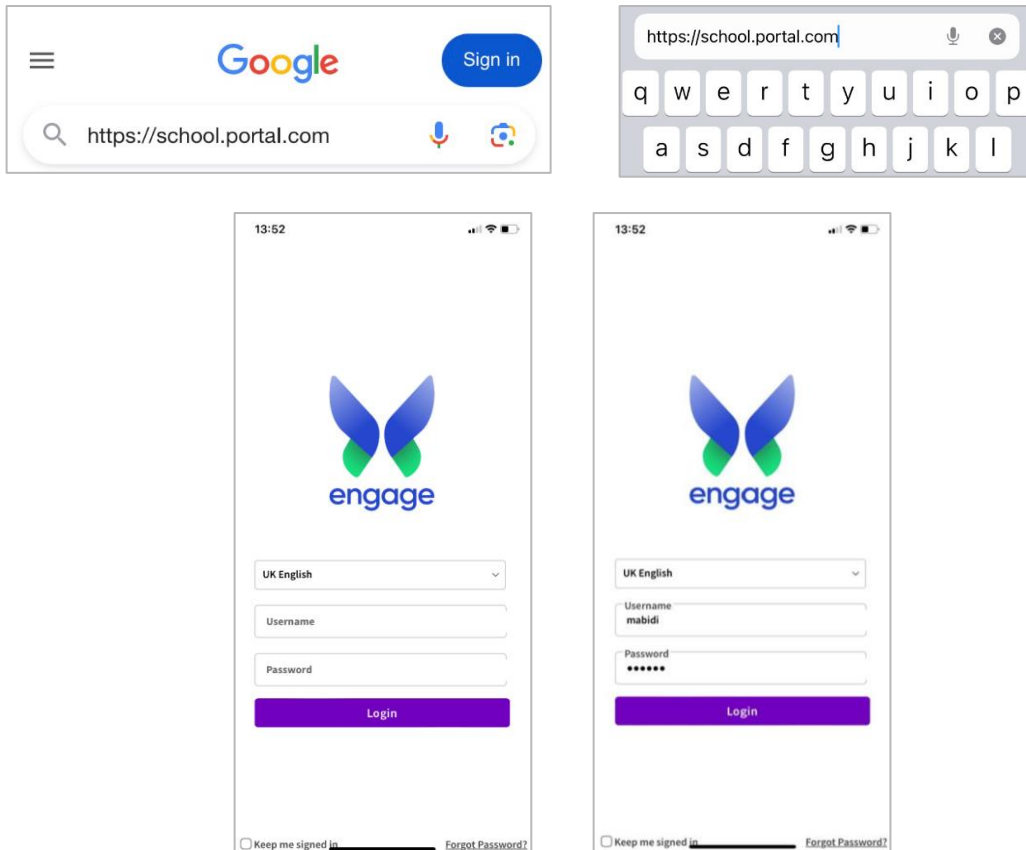 Google
Sign in
https://school.portal.com
https://school.portal.com
q w e r t y u i o p
a s d f g h j k l
13:52
engage
UK English
Username
Password
Login
Keep me signed in
Forgot Password?
13:52
engage
UK English
Username
mabidi
Password
••••••
Login
Keep me signed in
Forgot Password?